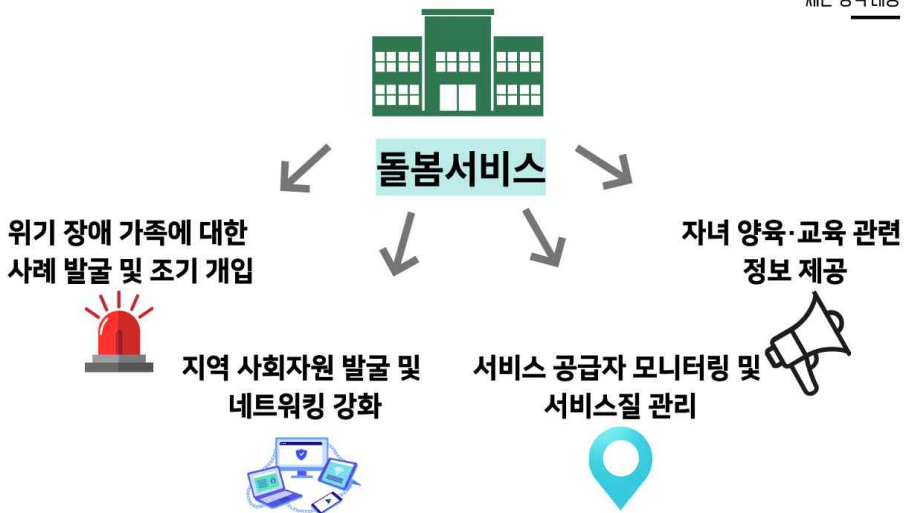 돌봄서비스
위기 장애 가족에 대한
사례 발굴 및 조기 개입
자녀 양육·교육 관련
정보 제공
지역 사회자원 발굴 및
네트워킹 강화
서비스 공급자 모니터링 및
서비스질 관리